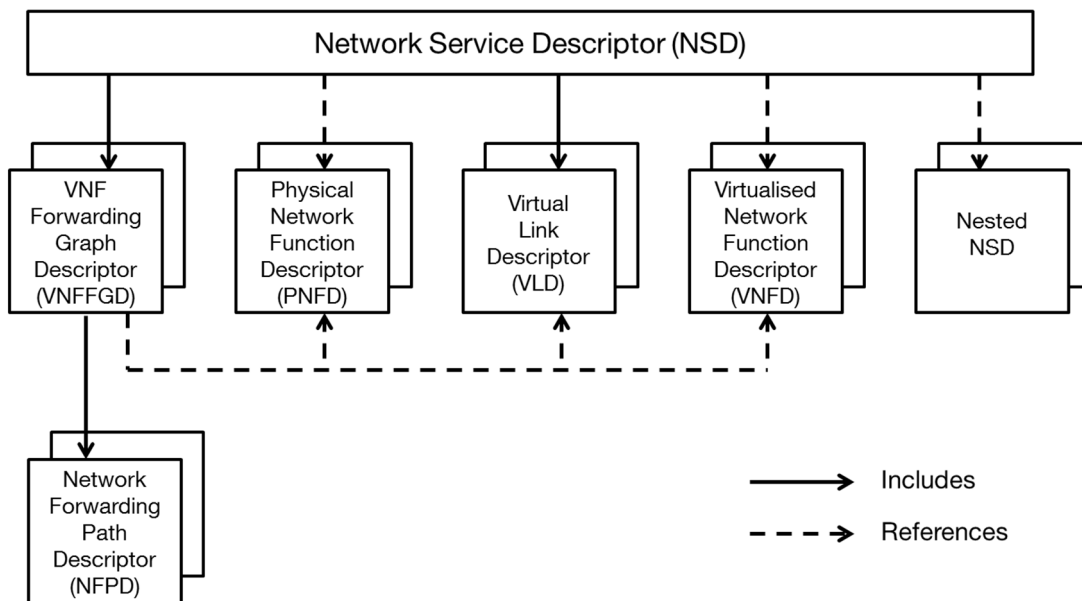 Network Service Descriptor (NSD)
VNF
Forwarding
Graph
Descriptor
(VNFFGD)
Physical
Network
Function
Descriptor
(PNFD)
Virtual
Link
Descriptor
(VLD)
Virtualised
Network
Function
Descriptor
(VNFD)
Nested
NSD
Network
Forwarding
Path
Descriptor
(NFPD)
Includes
References